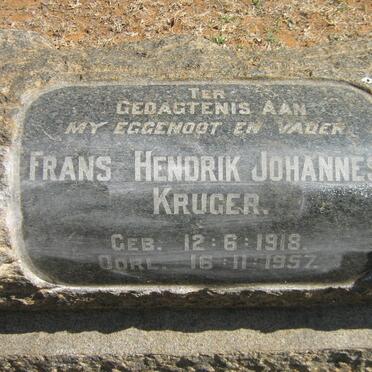 TER
GEDAGTENIS AAN
MY EGGENOOT EN VADER
FRANS HENDRIK JOHANNES
KRUGER.
GEB. 12:6:1918.
OORL. 16:11:1957.